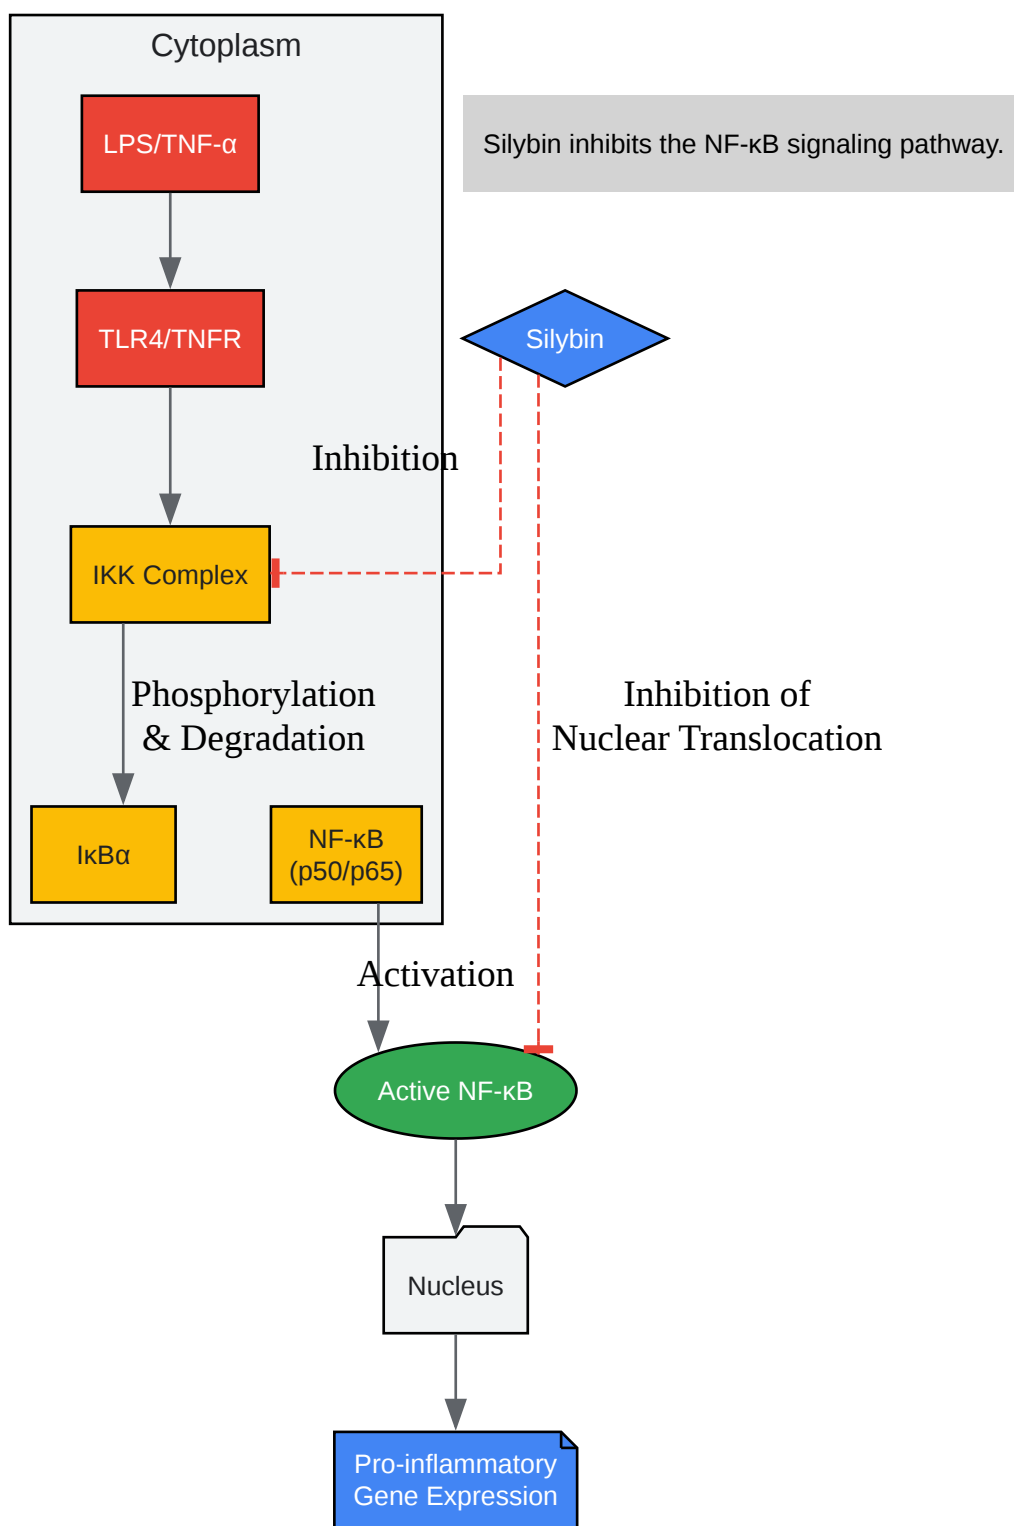 Cytoplasm
LPS/TNF-α
Silybin inhibits the NF-κB signaling pathway.
TLR4/TNFR
Silybin
Inhibition
IKK Complex
Phosphorylation
& Degradation
Inhibition of
Nuclear Translocation
IκBα
NF-κB
(p50/p65)
Activation
Active NF-κB
Nucleus
Pro-inflammatory
Gene Expression